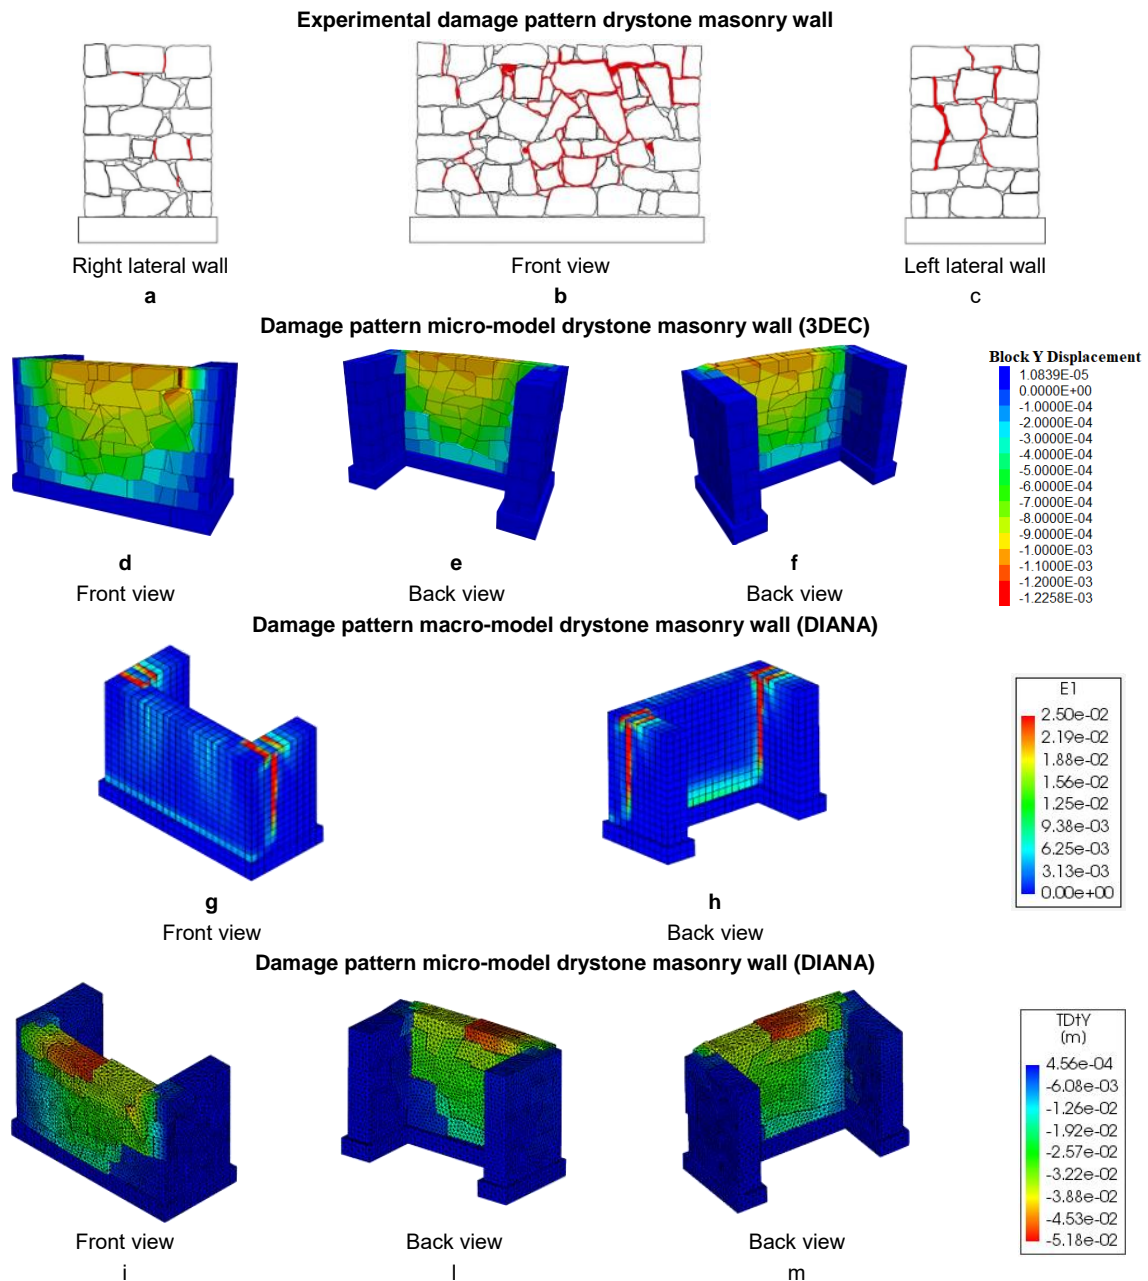 Experimental damage pattern drystone masonry wall
Right lateral wall
Front view
Left lateral wall
a
b
c
Damage pattern micro-model drystone masonry wall (3DEC)
Block Y Displacement
1.0839E-05
0.0000E+00
-1.0000E-04
-2.0000E-04
-3.0000E-04
-4.0000E-04
-5.0000E-04
-6.0000E-04
-7.0000E-04
-8.0000E-04
-9.0000E-04
-1.0000E-03
-1.1000E-03
-1.2000E-03
-1.2258E-03
d
e
f
Front view
Back view
Back view
Damage pattern macro-model drystone masonry wall (DIANA)
E1
2.50e-02
2.19e-02
1.88e-02
1.56e-02
1.25e-02
9.38e-03
6.25e-03
3.13e-03
0.00e+00
g
h
Front view
Back view
Damage pattern micro-model drystone masonry wall (DIANA)
TDtY
(m)
4.56e-04
-6.08e-03
-1.26e-02
-1.92e-02
-2.57e-02
-3.22e-02
-3.88e-02
-4.53e-02
-5.18e-02
Front view
Back view
Back view
i
l
m